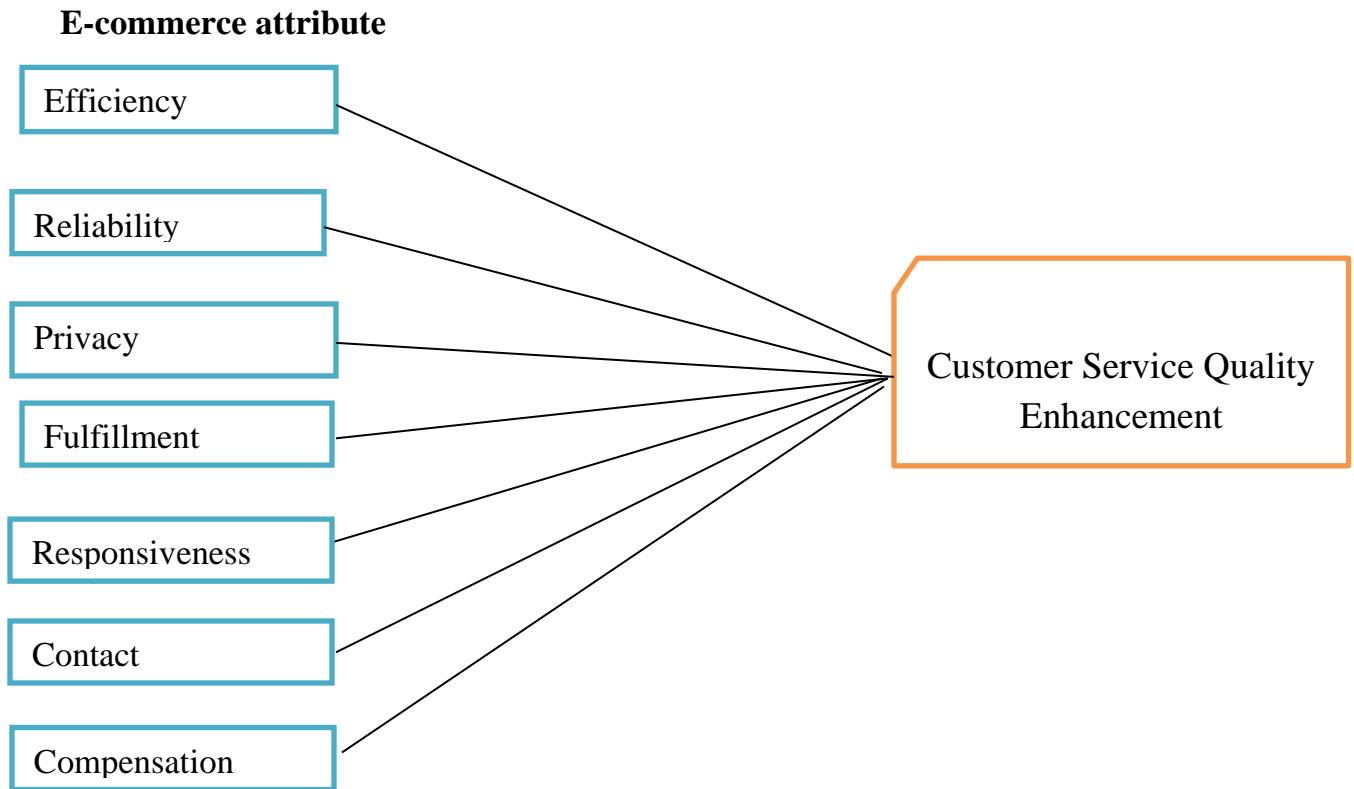 E-commerce attribute
Efficiency
Reliability
Privacy
Fulfillment
Responsiveness
Contact
Compensation
Customer Service Quality
Enhancement